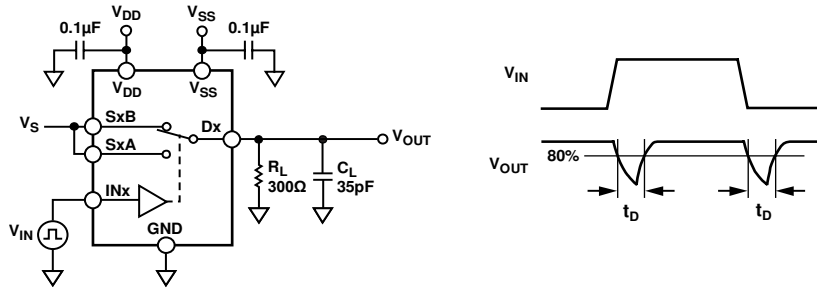 V_DD V_SS
0.1µF 0.1µF
V_DD V_SS
V_S SxB Dx V_OUT
SxA
R_L
300Ω
C_L
35pF
INx
V_IN
GND
V_IN
V_OUT 80%
t_D t_D